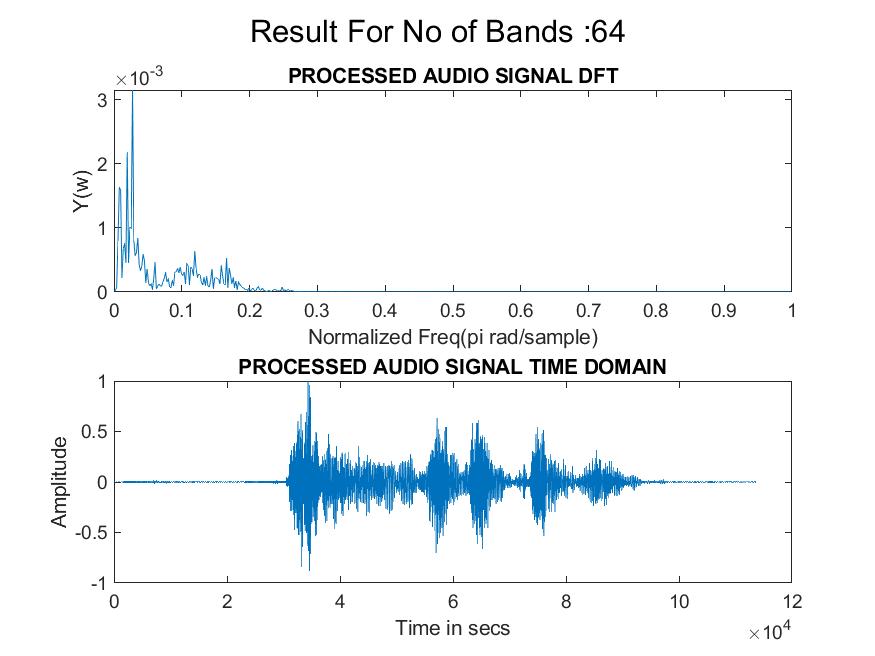 Result For No of Bands :64
×10-3
PROCESSED AUDIO SIGNAL DFT
3
2
1
0
Y(w)
0 0.1 0.2 0.3 0.4 0.5 0.6 0.7 0.8 0.9 1
Normalized Freq(pi rad/sample)
PROCESSED AUDIO SIGNAL TIME DOMAIN
1
0.5
0
-0.5
-1
Amplitude
0 2 4 6 8 10 12
Time in secs
×104